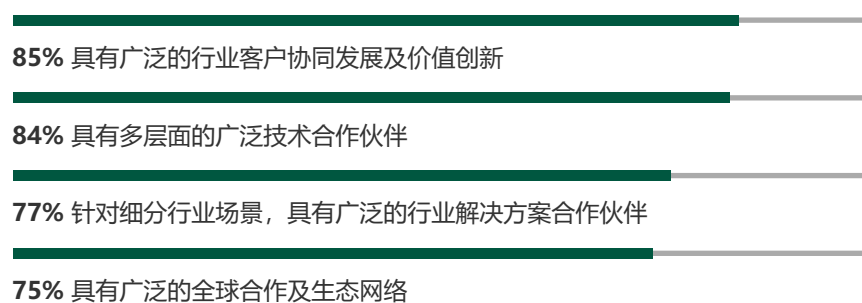 85% 具有广泛的行业客户协同发展及价值创新
84% 具有多层面的广泛技术合作伙伴
77% 针对细分行业场景，具有广泛的行业解决方案合作伙伴
75% 具有广泛的全球合作及生态网络